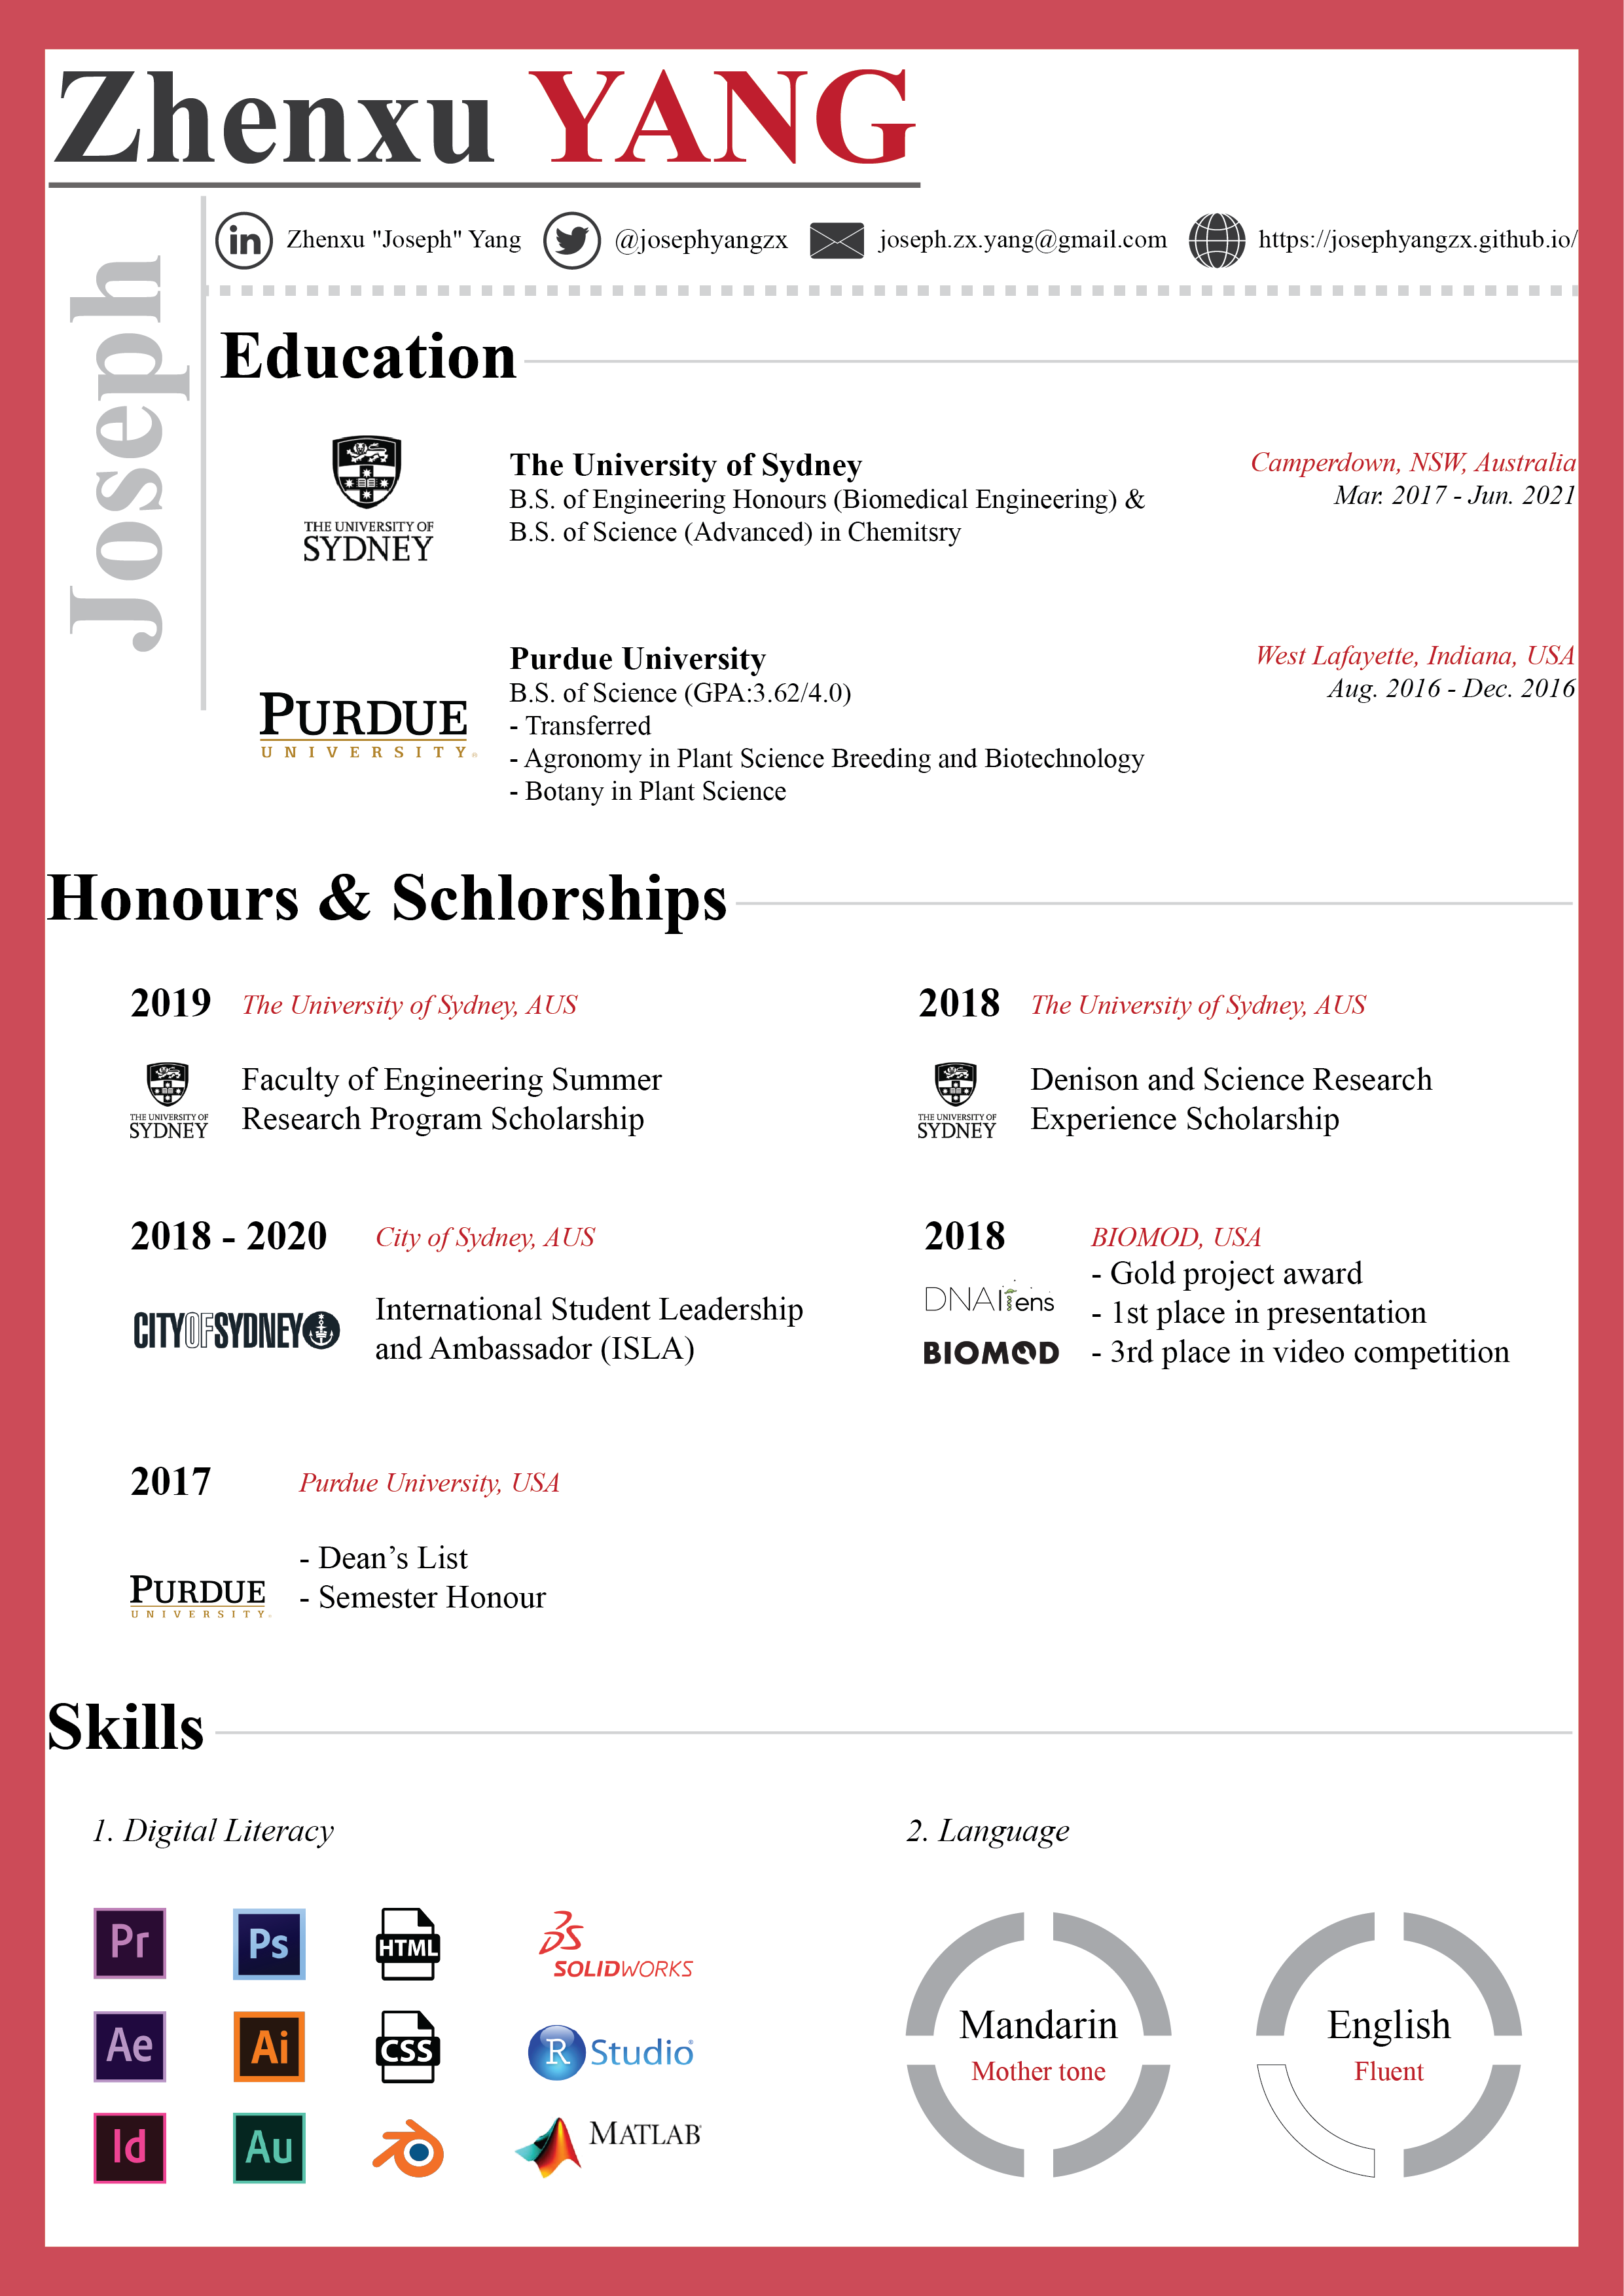 Zhenxu YANG
Joseph
Zhenxu "Joseph" Yang @josephyangzx joseph.zx.yang@gmail.com https://josephyangzx.github.io/
Education
THE UNIVERSITY OF
SYDNEY
The University of Sydney
B.S. of Engineering Honours (Biomedical Engineering) &
B.S. of Science (Advanced) in Chemitsry
Camperdown, NSW, Australia
Mar. 2017 - Jun. 2021
PURDUE
UNIVERSITY
Purdue University
B.S. of Science (GPA:3.62/4.0)
- Transferred
- Agronomy in Plant Science Breeding and Biotechnology
- Botany in Plant Science
West Lafayette, Indiana, USA
Aug. 2016 - Dec. 2016
Honours & Schlorships
2019 The University of Sydney, AUS
THE UNIVERSITY OF
SYDNEY
Faculty of Engineering Summer
Research Program Scholarship
2018 The University of Sydney, AUS
THE UNIVERSITY OF
SYDNEY
Denison and Science Research
Experience Scholarship
2018 - 2020 City of Sydney, AUS
CITYOFSYDNEY
International Student Leadership
and Ambassador (ISLA)
2018 BIOMOD, USA
BIOMOD
- Gold project award
- 1st place in presentation
- 3rd place in video competition
2017 Purdue University, USA
PURDUE
UNIVERSITY
- Dean’s List
- Semester Honour
Skills
1. Digital Literacy
Pr Ps HTML SOLIDWORKS
Ae Ai CSS R Studio
Id Au MATLAB
2. Language
Mandarin
Mother tone
English
Fluent